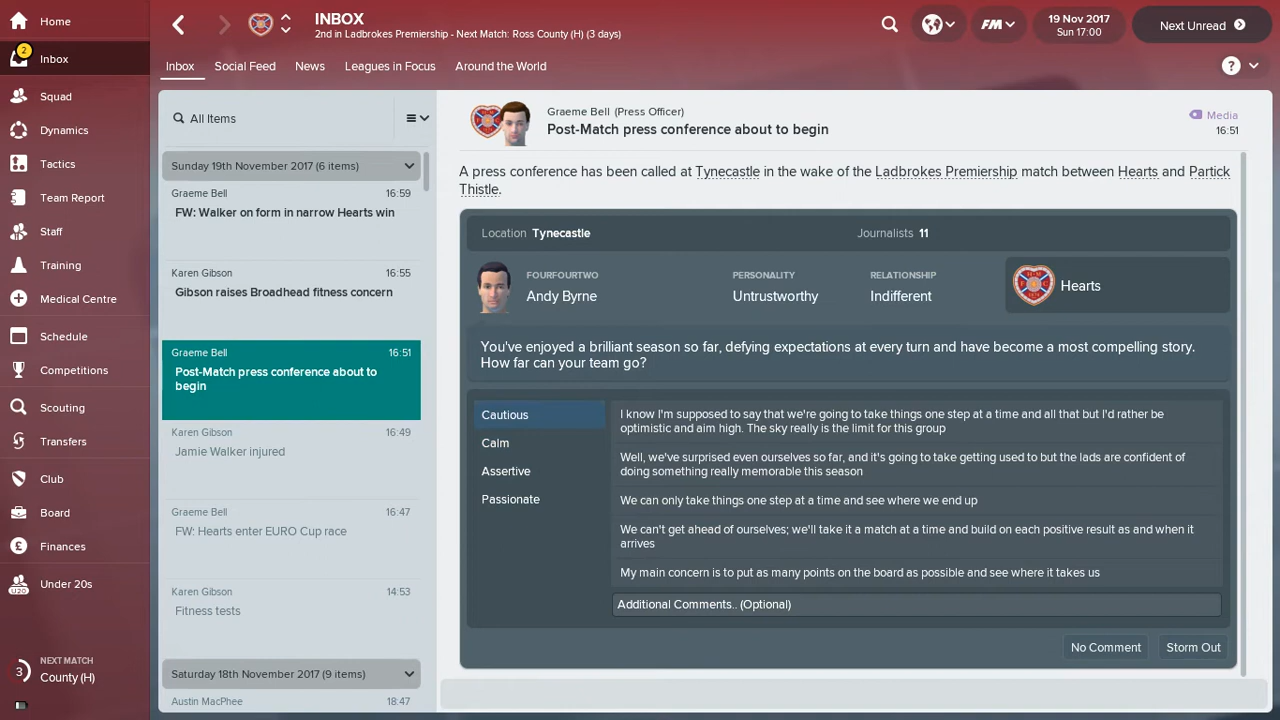 Home
INBOX
2nd in Ladbrokes Premiership - Next Match: Ross County (H) (3 days)
FM
19 Nov 2017
Sun 17:00
Next Unread
2
Inbox
Inbox
Social Feed
News
Leagues in Focus
Around the World
?
Squad
Dynamics
Tactics
Team Report
Staff
Training
Medical Centre
Schedule
Competitions
Scouting
Transfers
Club
Board
Finances
Under 20s
U20
NEXT MATCH
3
County (H)
All Items
Sunday 19th November 2017 (6 items)
Graeme Bell 16:59
FW: Walker on form in narrow Hearts win
Karen Gibson 16:55
Gibson raises Broadhead fitness concern
Graeme Bell 16:51
Post-Match press conference about to
begin
Karen Gibson 16:49
Jamie Walker injured
Graeme Bell 16:47
FW: Hearts enter EURO Cup race
Karen Gibson 14:53
Fitness tests
Saturday 18th November 2017 (9 items)
Austin MacPhee 18:47
Graeme Bell (Press Officer)
Post-Match press conference about to begin
Media
16:51
A press conference has been called at Tynecastle in the wake of the Ladbrokes Premiership match between Hearts and Partick
Thistle.
Location Tynecastle
Journalists 11
FOURFOURTWO
Andy Byrne
PERSONALITY
Untrustworthy
RELATIONSHIP
Indifferent
Hearts
You've enjoyed a brilliant season so far, defying expectations at every turn and have become a most compelling story.
How far can your team go?
Cautious
Calm
Assertive
Passionate
I know I'm supposed to say that we're going to take things one step at a time and all that but I'd rather be
optimistic and aim high. The sky really is the limit for this group
Well, we've surprised even ourselves so far, and it's going to take getting used to but the lads are confident of
doing something really memorable this season
We can only take things one step at a time and see where we end up
We can't get ahead of ourselves; we'll take it a match at a time and build on each positive result as and when it
arrives
My main concern is to put as many points on the board as possible and see where it takes us
Additional Comments.. (Optional)
No Comment
Storm Out